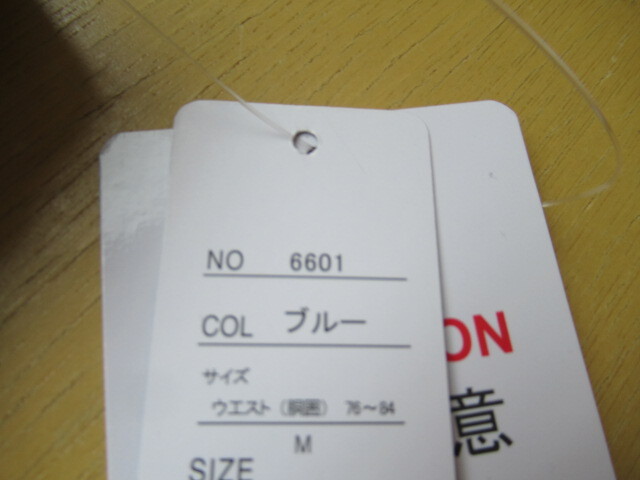 NO 6601
COL ブルー
サイズ
ウエスト（胴囲） 76～84
M
SIZE
ON
意